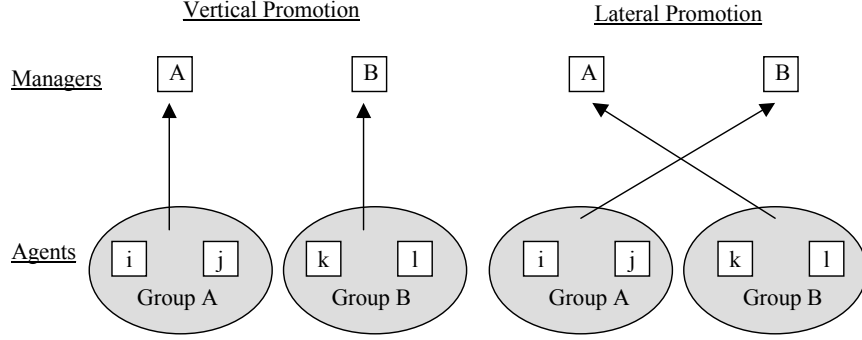 Vertical Promotion
Lateral Promotion
Managers
A
B
A
B
Agents
i
j
k
l
i
j
k
l
Group A
Group B
Group A
Group B